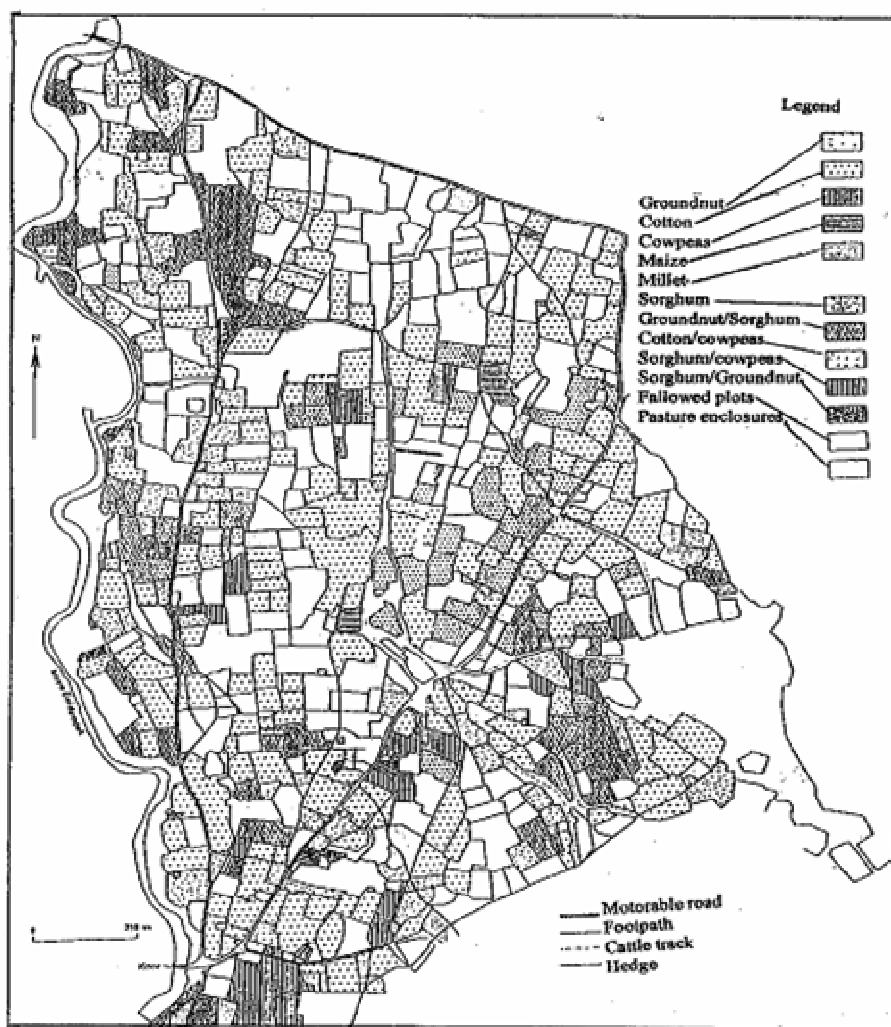 Legend
Groundnut
Cotton
Cowpeas
Maize
Millet
Sorghum
Groundnut/Sorghum
Cotton/cowpeas
Sorghum/cowpeas
Sorghum/Groundnut
Fallowed plots
Pasture enclosures
N
Motorable road
Footpath
Cattle track
Hedge